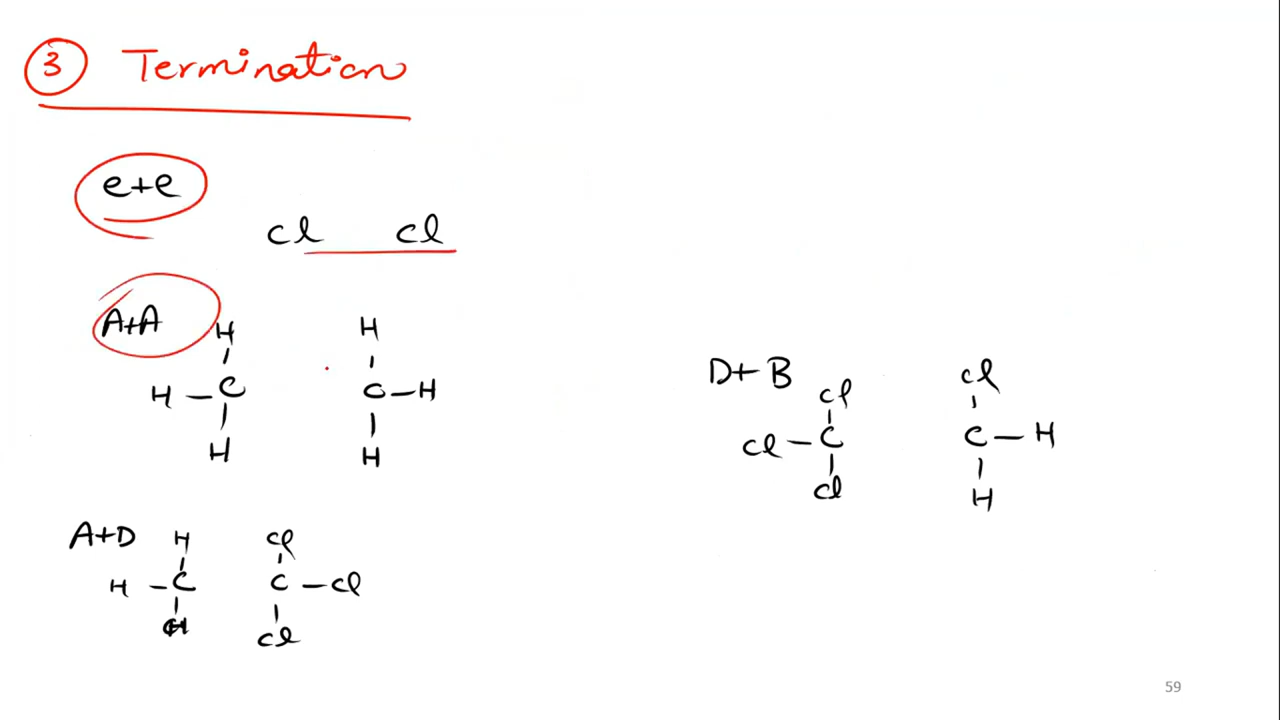 3 Termination
e+e
Cl Cl
A+A
H H
H – C C – H
H H
A+D
H Cl
H – C C – Cl
H Cl
D+B
Cl Cl
Cl – C C – H
Cl H
59